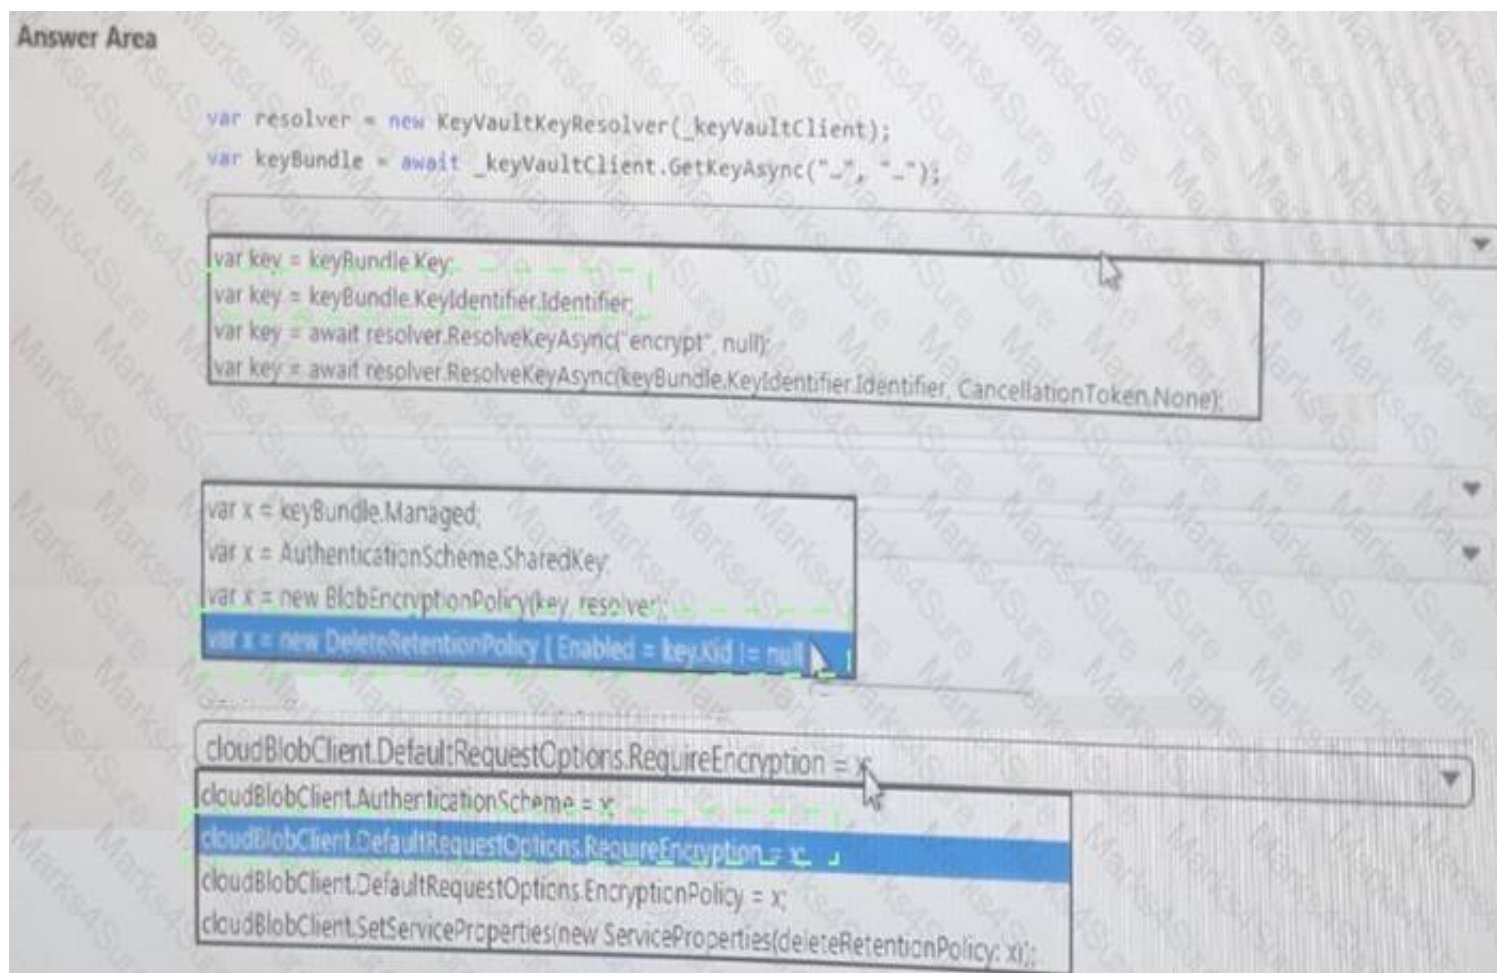 Answer Area
var resolver = new KeyVaultKeyResolver(_keyVaultClient);
var keyBundle = await _keyVaultClient.GetKeyAsync("…", "…");
var key = keyBundle.Key;
var key = keyBundle.KeyIdentifier.Identifier;
var key = await resolver.ResolveKeyAsync("encrypt", null);
var key = await resolver.ResolveKeyAsync(keyBundle.KeyIdentifier.Identifier, CancellationToken.None);
var x = keyBundle.Managed;
var x = AuthenticationScheme.SharedKey;
var x = new BlobEncryptionPolicy(key, resolver);
var x = new DeleteRetentionPolicy { Enabled = key.Kid != null
cloudBlobClient.DefaultRequestOptions.RequireEncryption = x;
cloudBlobClient.AuthenticationScheme = x;
cloudBlobClient.DefaultRequestOptions.RequireEncryption = x;
cloudBlobClient.DefaultRequestOptions.EncryptionPolicy = x;
cloudBlobClient.SetServiceProperties(new ServiceProperties(deleteRetentionPolicy: x));
Marks4Sure